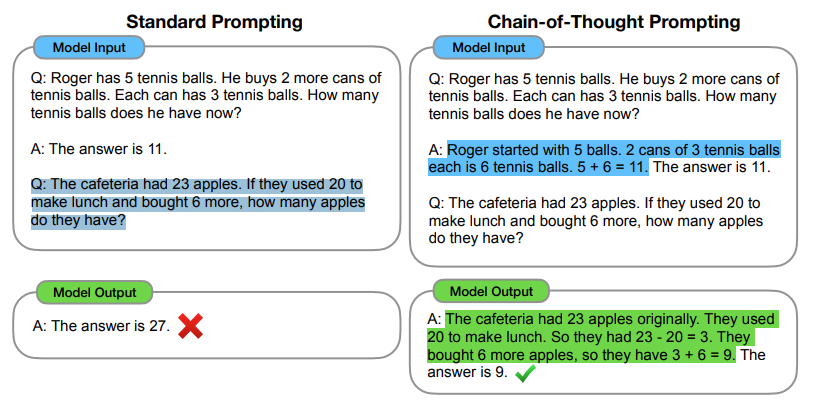 Standard Prompting
Model Input
Q: Roger has 5 tennis balls. He buys 2 more cans of
tennis balls. Each can has 3 tennis balls. How many
tennis balls does he have now?
A: The answer is 11.
Q: The cafeteria had 23 apples. If they used 20 to
make lunch and bought 6 more, how many apples
do they have?
Model Output
A: The answer is 27.
Chain-of-Thought Prompting
Model Input
Q: Roger has 5 tennis balls. He buys 2 more cans of
tennis balls. Each can has 3 tennis balls. How many
tennis balls does he have now?
A: Roger started with 5 balls. 2 cans of 3 tennis balls
each is 6 tennis balls. 5 + 6 = 11. The answer is 11.
Q: The cafeteria had 23 apples. If they used 20 to
make lunch and bought 6 more, how many apples
do they have?
Model Output
A: The cafeteria had 23 apples originally. They used
20 to make lunch. So they had 23 - 20 = 3. They
bought 6 more apples, so they have 3 + 6 = 9. The
answer is 9.